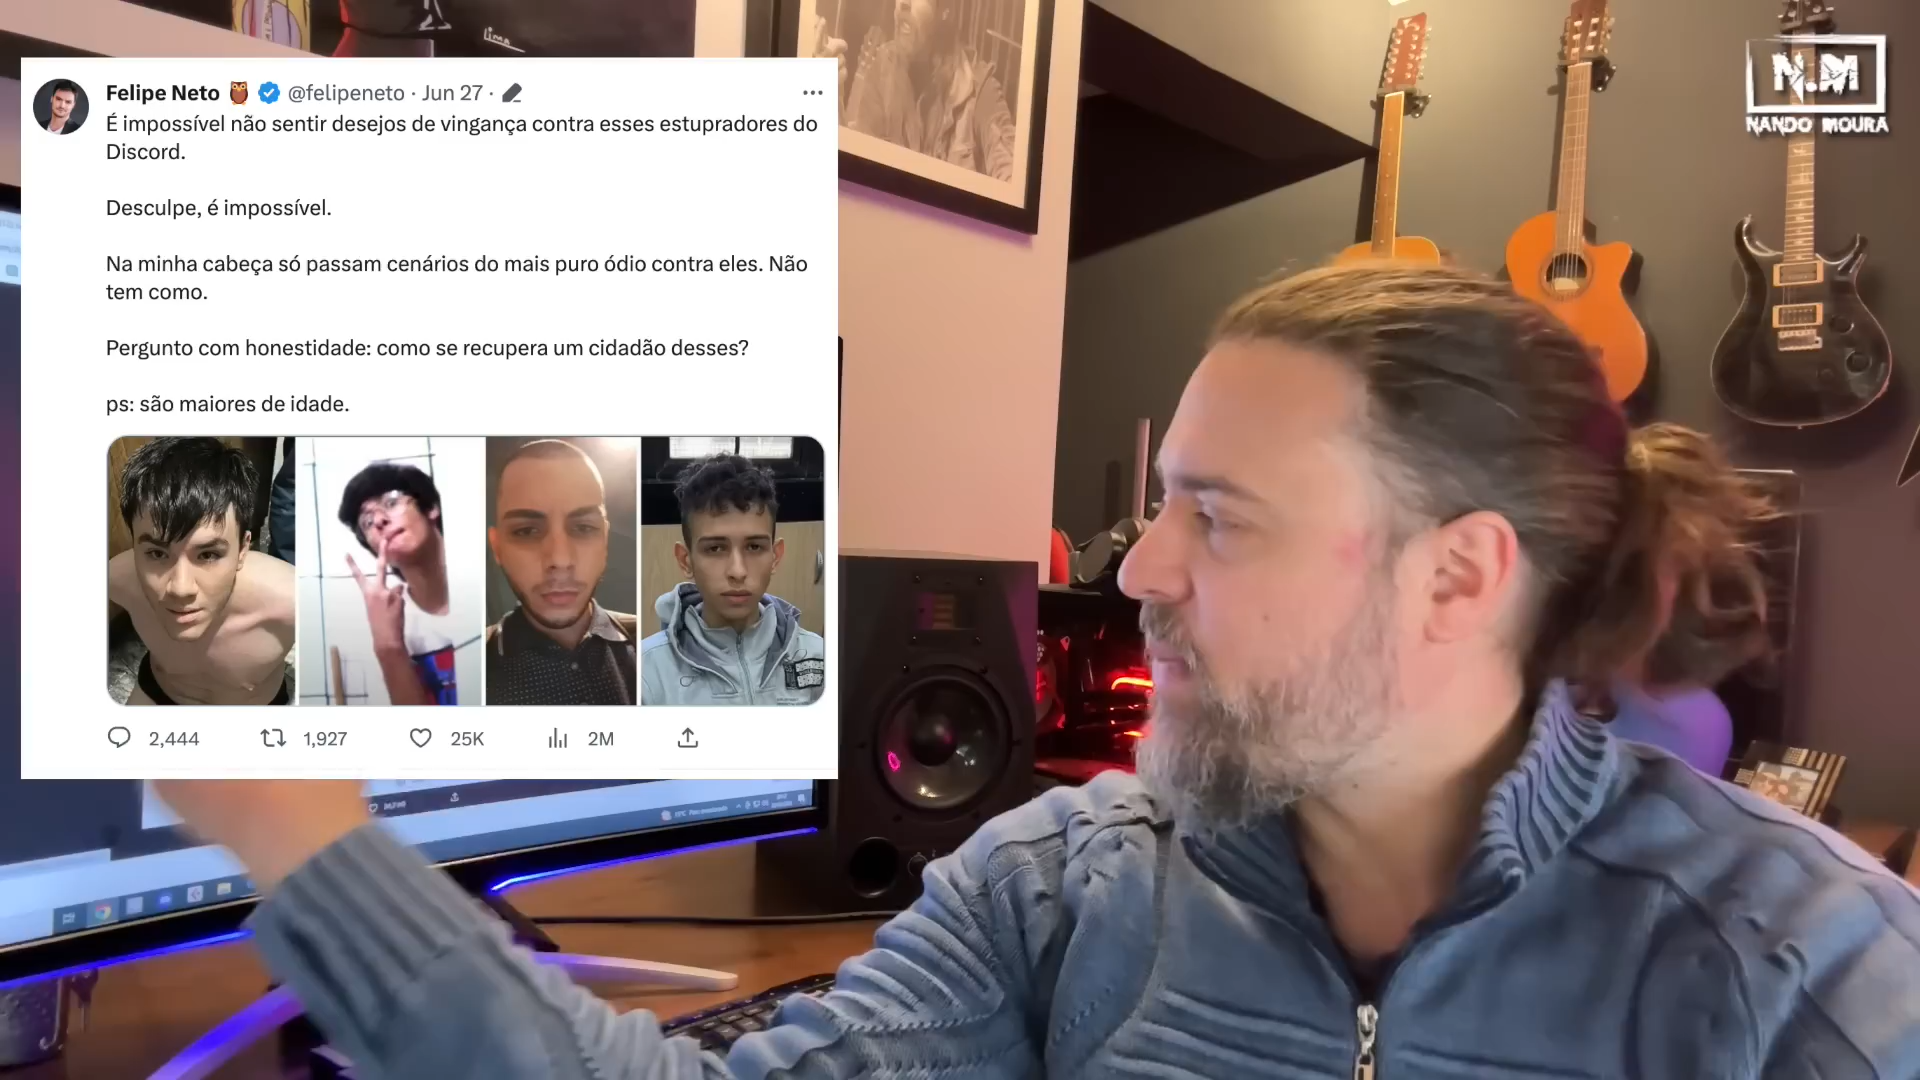 Felipe Neto @felipeneto · Jun 27 ·
É impossível não sentir desejos de vingança contra esses estupradores do
Discord.
Desculpe, é impossível.
Na minha cabeça só passam cenários do mais puro ódio contra eles. Não
tem como.
Pergunto com honestidade: como se recupera um cidadão desses?
ps: são maiores de idade.
2,444 1,927 25K 2M
N.M
NANDO MOURA
Lima